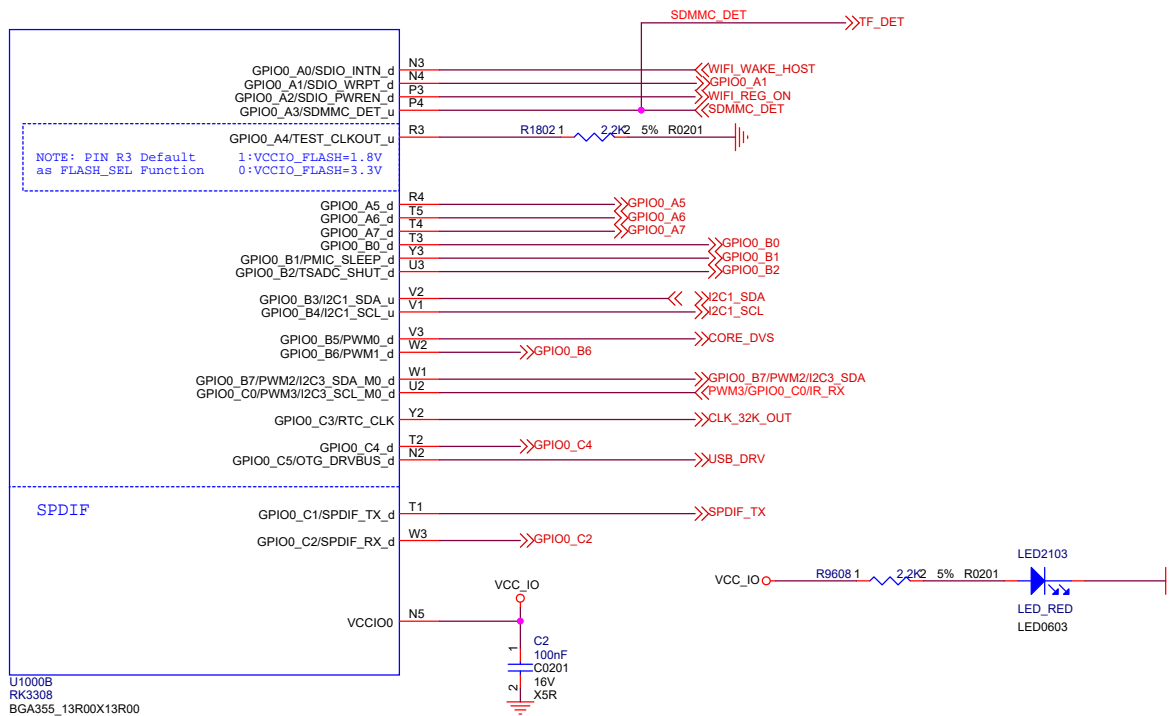 SDMMC_DET
TF_DET
GPIO0_A0/SDIO_INTN_d N3 WIFI_WAKE_HOST
GPIO0_A1/SDIO_WRPT_d N4 GPIO0_A1
GPIO0_A2/SDIO_PWREN_d P3 WIFI_REG_ON
GPIO0_A3/SDMMC_DET_u P4 SDMMC_DET
GPIO0_A4/TEST_CLKOUT_u R3 R1802 1 2.2K 2 5% R0201
NOTE: PIN R3 Default 1:VCCIO_FLASH=1.8V
as FLASH_SEL Function 0:VCCIO_FLASH=3.3V
GPIO0_A5_d R4 GPIO0_A5
GPIO0_A6_d T5 GPIO0_A6
GPIO0_A7_d T4 GPIO0_A7
GPIO0_B0_d T3 GPIO0_B0
GPIO0_B1/PMIC_SLEEP_d Y3 GPIO0_B1
GPIO0_B2/TSADC_SHUT_d U3 GPIO0_B2
GPIO0_B3/I2C1_SDA_u V2 I2C1_SDA
GPIO0_B4/I2C1_SCL_u V1 I2C1_SCL
GPIO0_B5/PWM0_d V3 CORE_DVS
GPIO0_B6/PWM1_d W2 GPIO0_B6
GPIO0_B7/PWM2/I2C3_SDA_M0_d W1 GPIO0_B7/PWM2/I2C3_SDA
GPIO0_C0/PWM3/I2C3_SCL_M0_d U2 PWM3/GPIO0_C0/IR_RX
GPIO0_C3/RTC_CLK Y2 CLK_32K_OUT
GPIO0_C4_d T2 GPIO0_C4
GPIO0_C5/OTG_DRVBUS_d N2 USB_DRV
SPDIF
GPIO0_C1/SPDIF_TX_d T1 SPDIF_TX
GPIO0_C2/SPDIF_RX_d W3 GPIO0_C2
LED2103
VCC_IO R9608 1 2.2K 2 5% R0201
LED_RED
LED0603
VCC_IO
VCCIO0 N5
1 C2
100nF
C0201
2 16V
X5R
U1000B
RK3308
BGA355_13R00X13R00